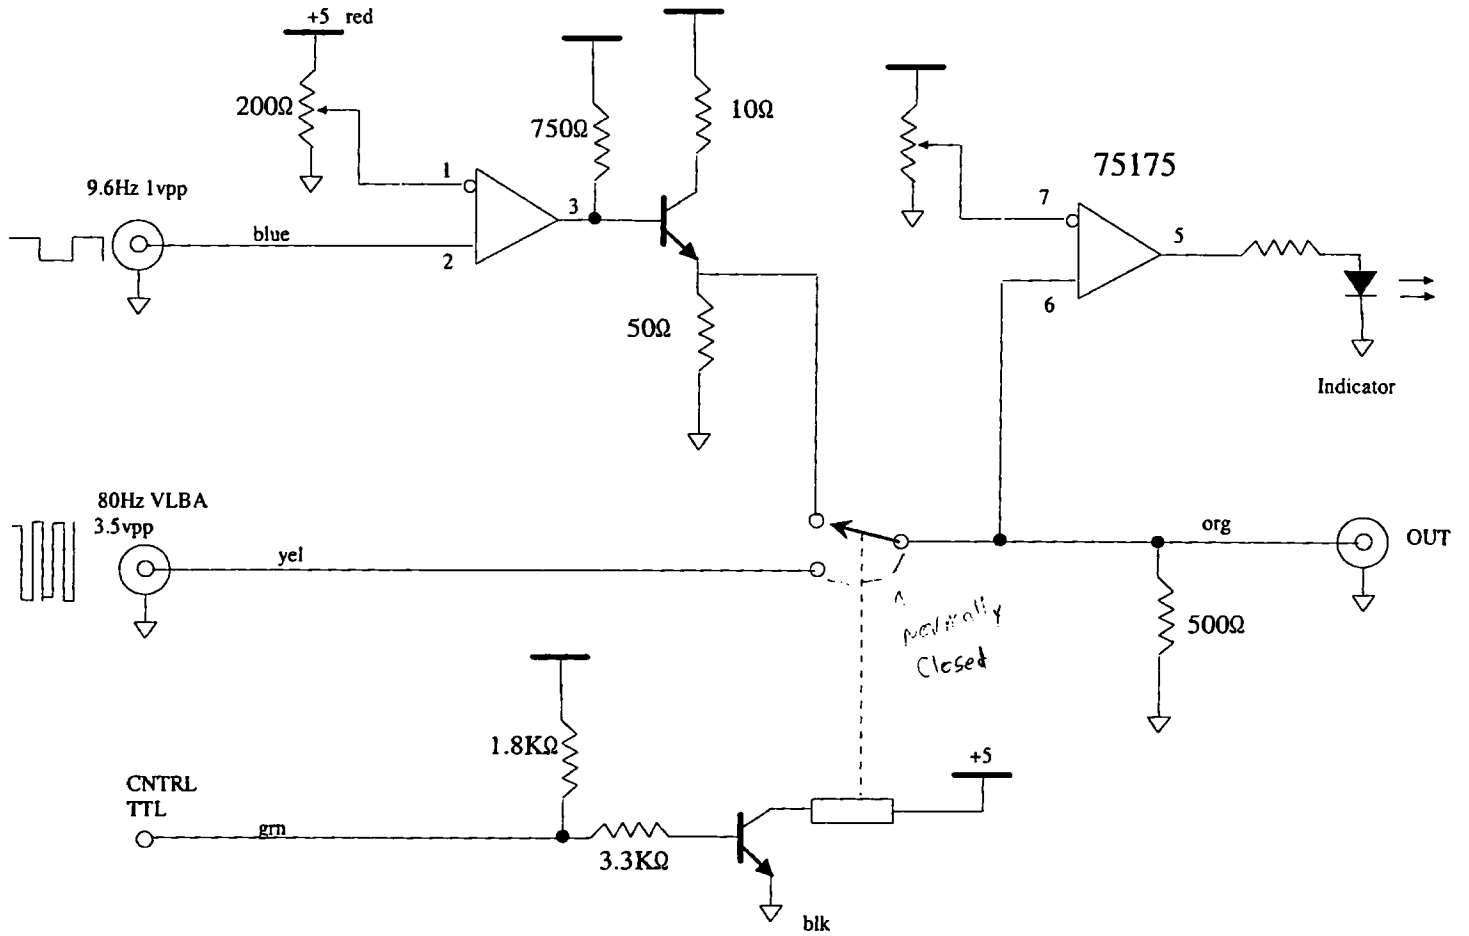 +5 red
200Ω
750Ω
10Ω
75175
9.6Hz 1vpp
blue
1
2
3
50Ω
7
6
5
Indicator
80Hz VLBA
3.5vpp
yel
org
OUT
Normally
Closed
500Ω
1.8KΩ
+5
CNTRL
TTL
grn
3.3KΩ
blk